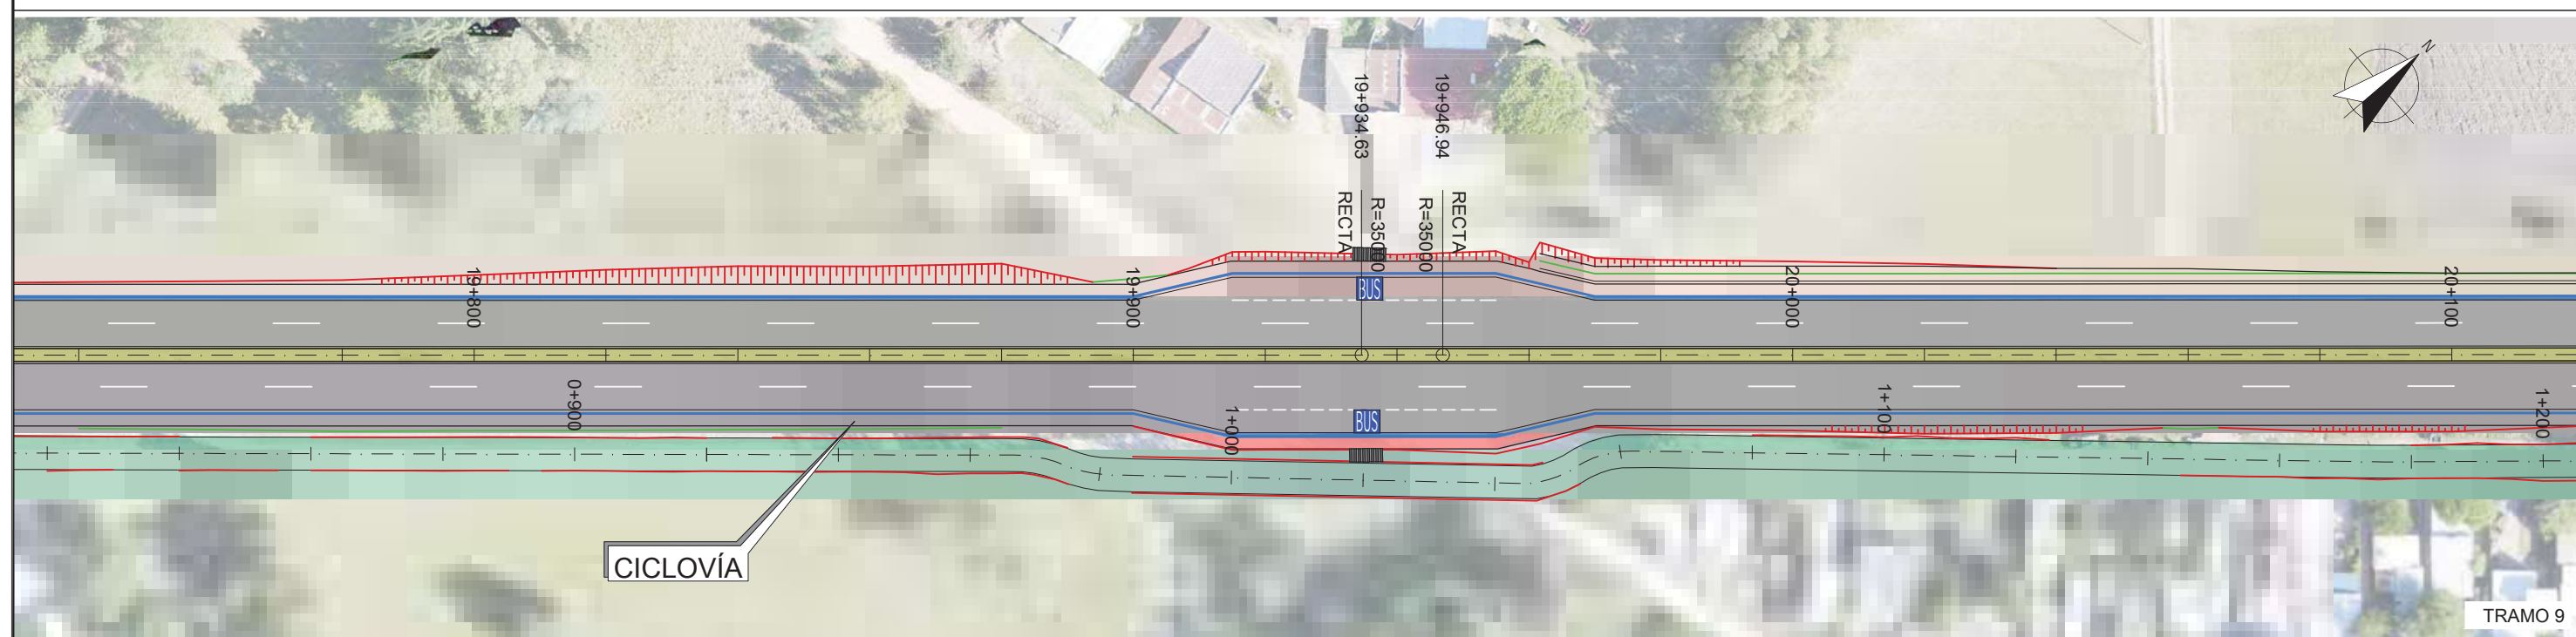 N
19+934.63
19+946.94
RECTA
R=35000
R=35000
RECTA
19+800
19+900
BUS
20+000
20+100
0+900
1+000
BUS
1+100
1+200
CICLOVÍA
TRAMO 9